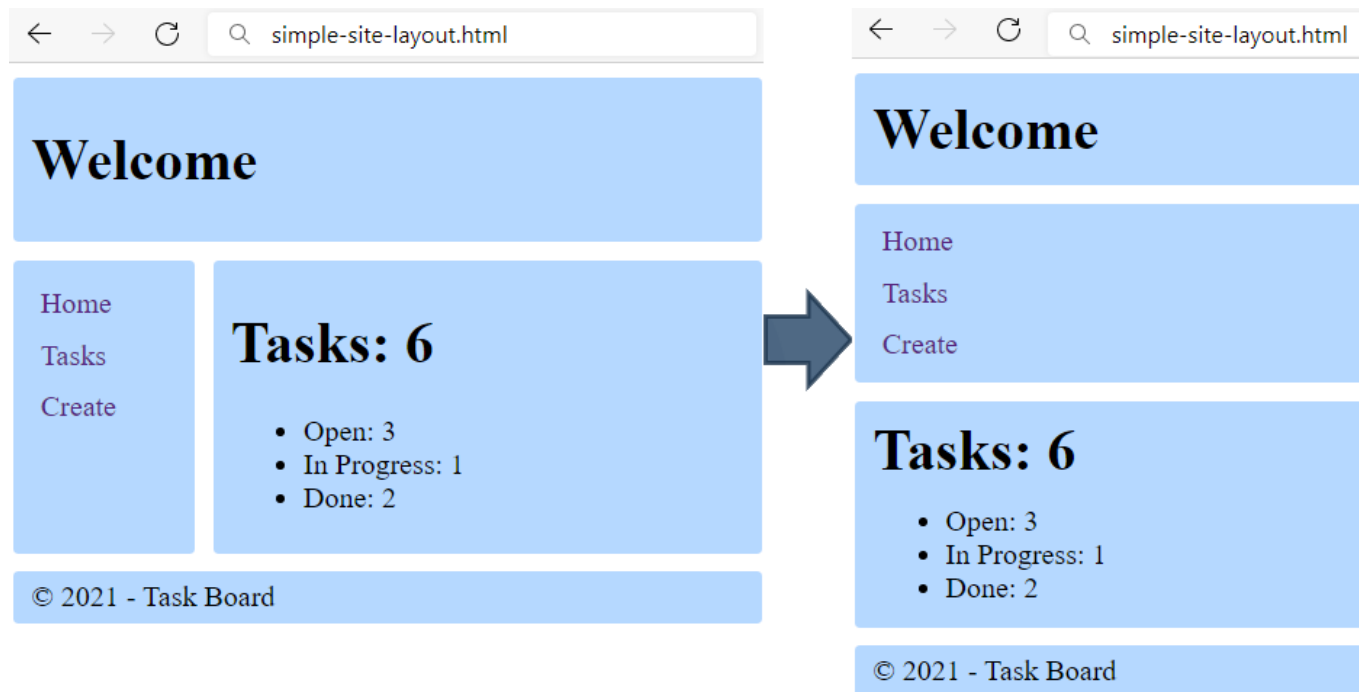 simple-site-layout.html
Welcome
Home
Tasks
Create
Tasks: 6
Open: 3
In Progress: 1
Done: 2
© 2021 - Task Board
simple-site-layout.html
Welcome
Home
Tasks
Create
Tasks: 6
Open: 3
In Progress: 1
Done: 2
© 2021 - Task Board